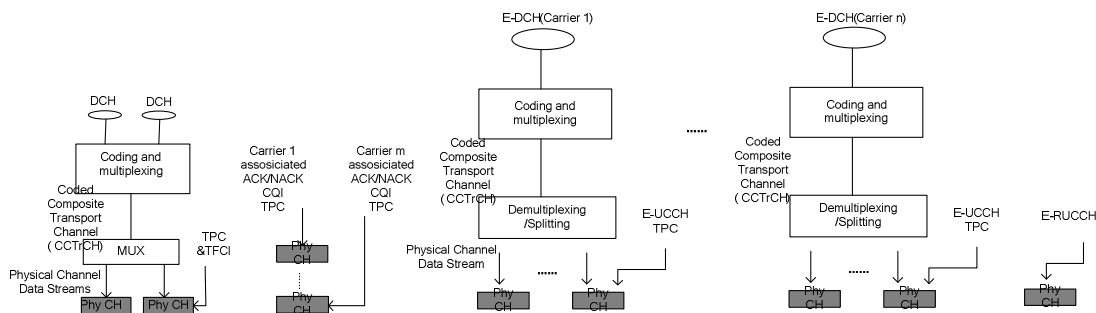 DCH
DCH
Coding and
multiplexing
Coded
Composite
Transport
Channel
( CCTrCH)
MUX
TPC
&TFCI
Physical Channel
Data Streams
Phy CH
Phy CH
Carrier 1
assosiciated
ACK/NACK
CQI
TPC
Phy
CH
Phy
CH
Carrier m
assosiciated
ACK/NACK
CQI
TPC
E-DCH(Carrier 1)
Coding and
multiplexing
Coded
Composite
Transport
Channel
( CCTrCH)
Demultiplexing
/Splitting
E-UCCH
TPC
Physical Channel
Data Stream
......
Phy
CH
Phy
CH
......
E-DCH(Carrier n)
Coding and
multiplexing
Coded
Composite
Transport
Channel
( CCTrCH)
Demultiplexing
/Splitting
E-UCCH
TPC
......
Phy
CH
Phy
CH
E-RUCCH
Phy
CH